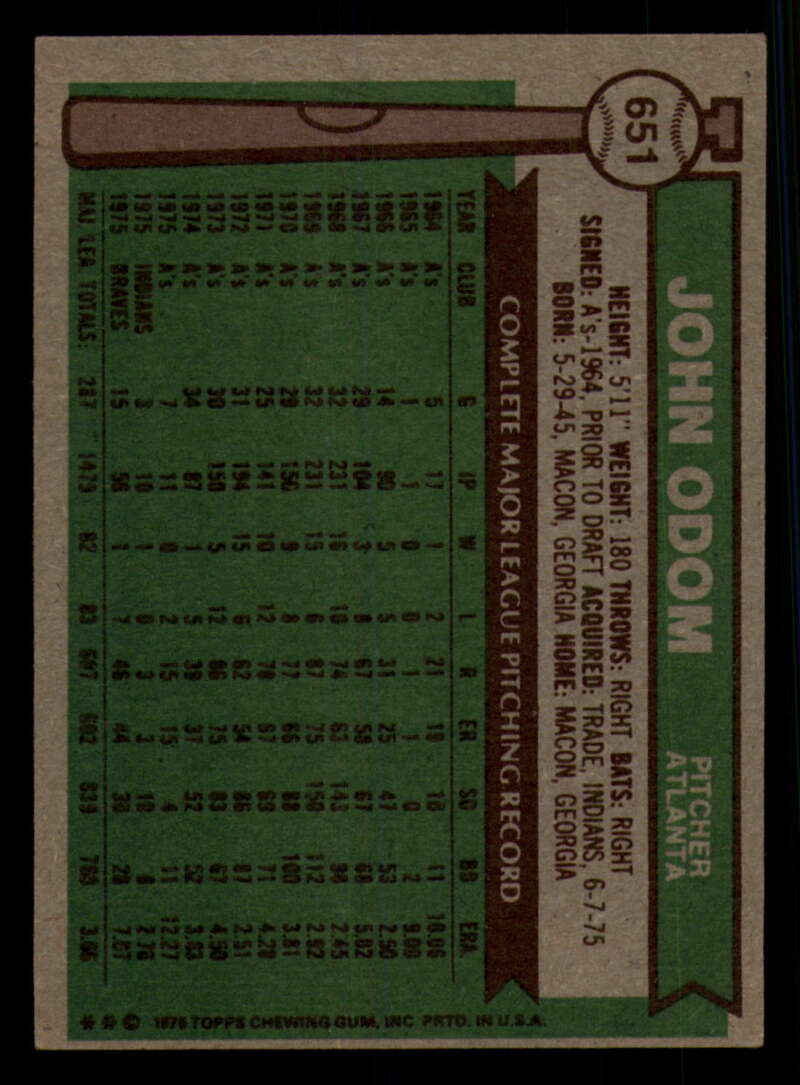 651
JOHN ODOM
PITCHER
ATLANTA
HEIGHT: 5'11" WEIGHT: 180 THROWS: RIGHT BATS: RIGHT
SIGNED: A's-1964, PRIOR TO DRAFT ACQUIRED: TRADE, INDIANS, 6-7-75
BORN: 5-29-45, MACON, GEORGIA HOME: MACON, GEORGIA
COMPLETE MAJOR LEAGUE PITCHING RECORD
YEAR CLUB G IP W L R ER SO BB ERA
1964 A's 5 17 1 2 21 19 10 11 10.06
1965 A's 1 1 0 0 1 1 0 2 9.00
1966 A's 14 90 5 5 31 25 47 53 2.50
1967 A's 29 104 3 8 67 58 67 68 5.02
1968 A's 32 231 16 10 74 63 143 98 2.45
1969 A's 32 231 15 6 87 75 150 112 2.92
1970 A's 29 156 9 8 77 66 88 100 3.81
1971 A's 25 141 10 12 78 67 69 71 4.28
1972 A's 31 194 15 6 62 54 86 87 2.51
1973 A's 30 150 5 12 86 75 83 67 4.50
1974 A's 34 87 1 5 39 37 52 52 3.83
1975 A's 7 11 0 2 15 15 4 11 12.27
1975 INDIANS 3 10 1 0 3 3 10 8 2.70
1975 BRAVES 15 56 1 7 46 44 30 28 7.07
MAJ. LEA. TOTALS: 287 1479 82 83 687 602 839 768 3.66
* * © 1976 TOPPS CHEWING GUM, INC. PRTD. IN U.S.A.